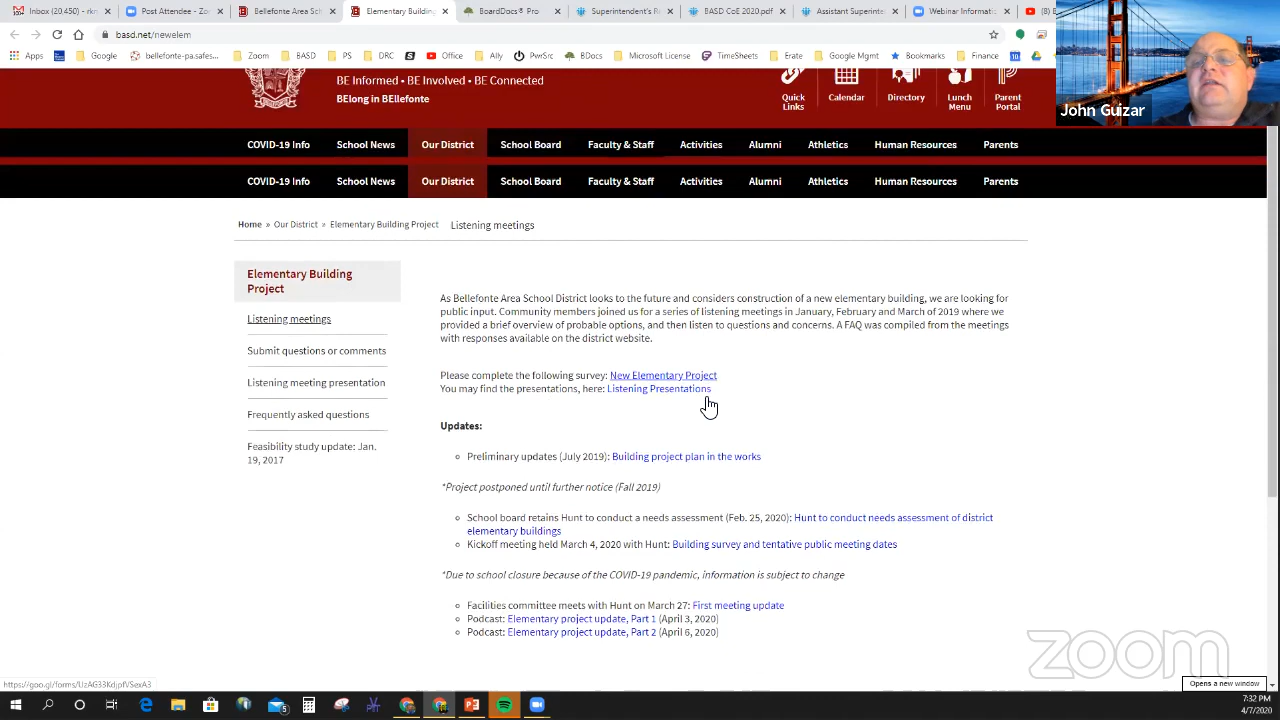 Inbox (20,450) - k
Post Attendee - Zoom
Bellefonte Area Sch
Elementary Building
BoardDocs® Pro
Superintendent's R
BASD CoE 2020.pdf
Assistant Superinte
Webinar Informati
basd.net/newelem
Apps
Google
bellefonte-pa.safes...
Zoom
BASD
PS
DRC
Office
Ally
PwrSrc
BDocs
Microsoft License
TimeSheets
Erate
Google Mgmt
Bookmarks
Finance
John Guizar
BE Informed • BE Involved • BE Connected
BElong in BEllefonte
Quick Links
Calendar
Directory
Lunch Menu
Parent Portal
COVID-19 Info School News Our District School Board Faculty & Staff Activities Alumni Athletics Human Resources Parents
COVID-19 Info School News Our District School Board Faculty & Staff Activities Alumni Athletics Human Resources Parents
Home » Our District » Elementary Building Project Listening meetings
Elementary Building
Project
Listening meetings
Submit questions or comments
Listening meeting presentation
Frequently asked questions
Feasibility study update: Jan.
19, 2017
As Bellefonte Area School District looks to the future and considers construction of a new elementary building, we are looking for
public input. Community members joined us for a series of listening meetings in January, February and March of 2019 where we
provided a brief overview of probable options, and then listen to questions and concerns. A FAQ was compiled from the meetings
with responses available on the district website.
Please complete the following survey: New Elementary Project
You may find the presentations, here: Listening Presentations
Updates:
Preliminary updates (July 2019): Building project plan in the works
*Project postponed until further notice (Fall 2019)
School board retains Hunt to conduct a needs assessment (Feb. 25, 2020): Hunt to conduct needs assessment of district
elementary buildings
Kickoff meeting held March 4, 2020 with Hunt: Building survey and tentative public meeting dates
*Due to school closure because of the COVID-19 pandemic, information is subject to change
Facilities committee meets with Hunt on March 27: First meeting update
Podcast: Elementary project update, Part 1 (April 3, 2020)
Podcast: Elementary project update, Part 2 (April 6, 2020)
zoom
Opens a new window
7:32 PM
4/7/2020